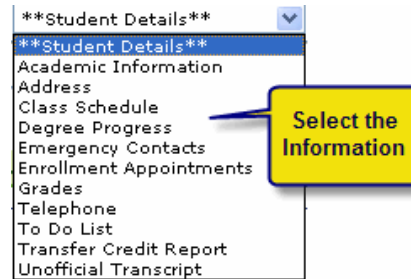 **Student Details**
**Student Details**
Academic Information
Address
Class Schedule
Degree Progress
Emergency Contacts
Enrollment Appointments
Grades
Telephone
To Do List
Transfer Credit Report
Unofficial Transcript
Select the
Information